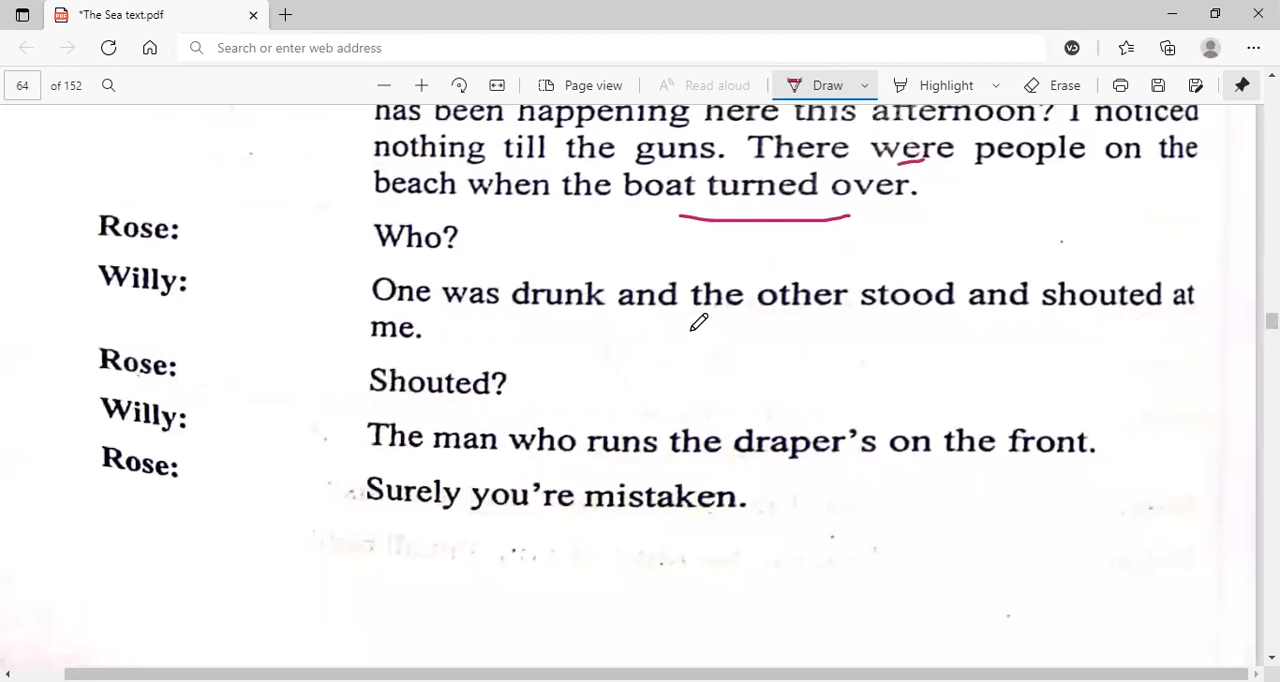 *The Sea text.pdf
Search or enter web address
64 of 152 Page view Read aloud Draw Highlight Erase
has been happening here this afternoon? I noticed
nothing till the guns. There were people on the
beach when the boat turned over.
Rose: Who?
Willy: One was drunk and the other stood and shouted at
me.
Rose: Shouted?
Willy: The man who runs the draper's on the front.
Rose: Surely you're mistaken.